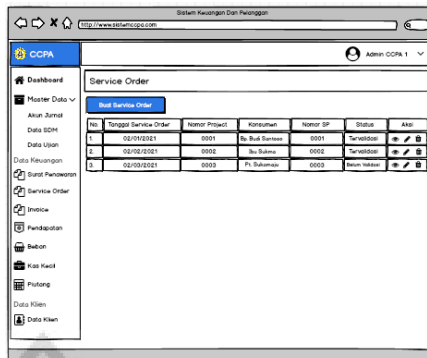 Sistem Keuangan Dan Pelanggan
http://www.sistemccpa.com
CCPA
Admin CCPA 1
Dashboard
Master Data
Akun Jurnal
Data SDM
Data Ujian
Data Keuangan
Surat Penawaran
Service Order
Invoice
Pendapatan
Beban
Kas Kecil
Piutang
Data Klien
Data Klien
Service Order
Buat Service Order
No. Tanggal Service Order Nomor Project Konsumen Nomor SP Status Aksi
1. 02/01/2021 0001 Bp. Budi Santoso 0001 Tervalidasi
2. 02/02/2021 0002 Ibu Sukma 0002 Tervalidasi
3. 02/03/2021 0003 Pt. Sukamaju 0003 Belum Validasi